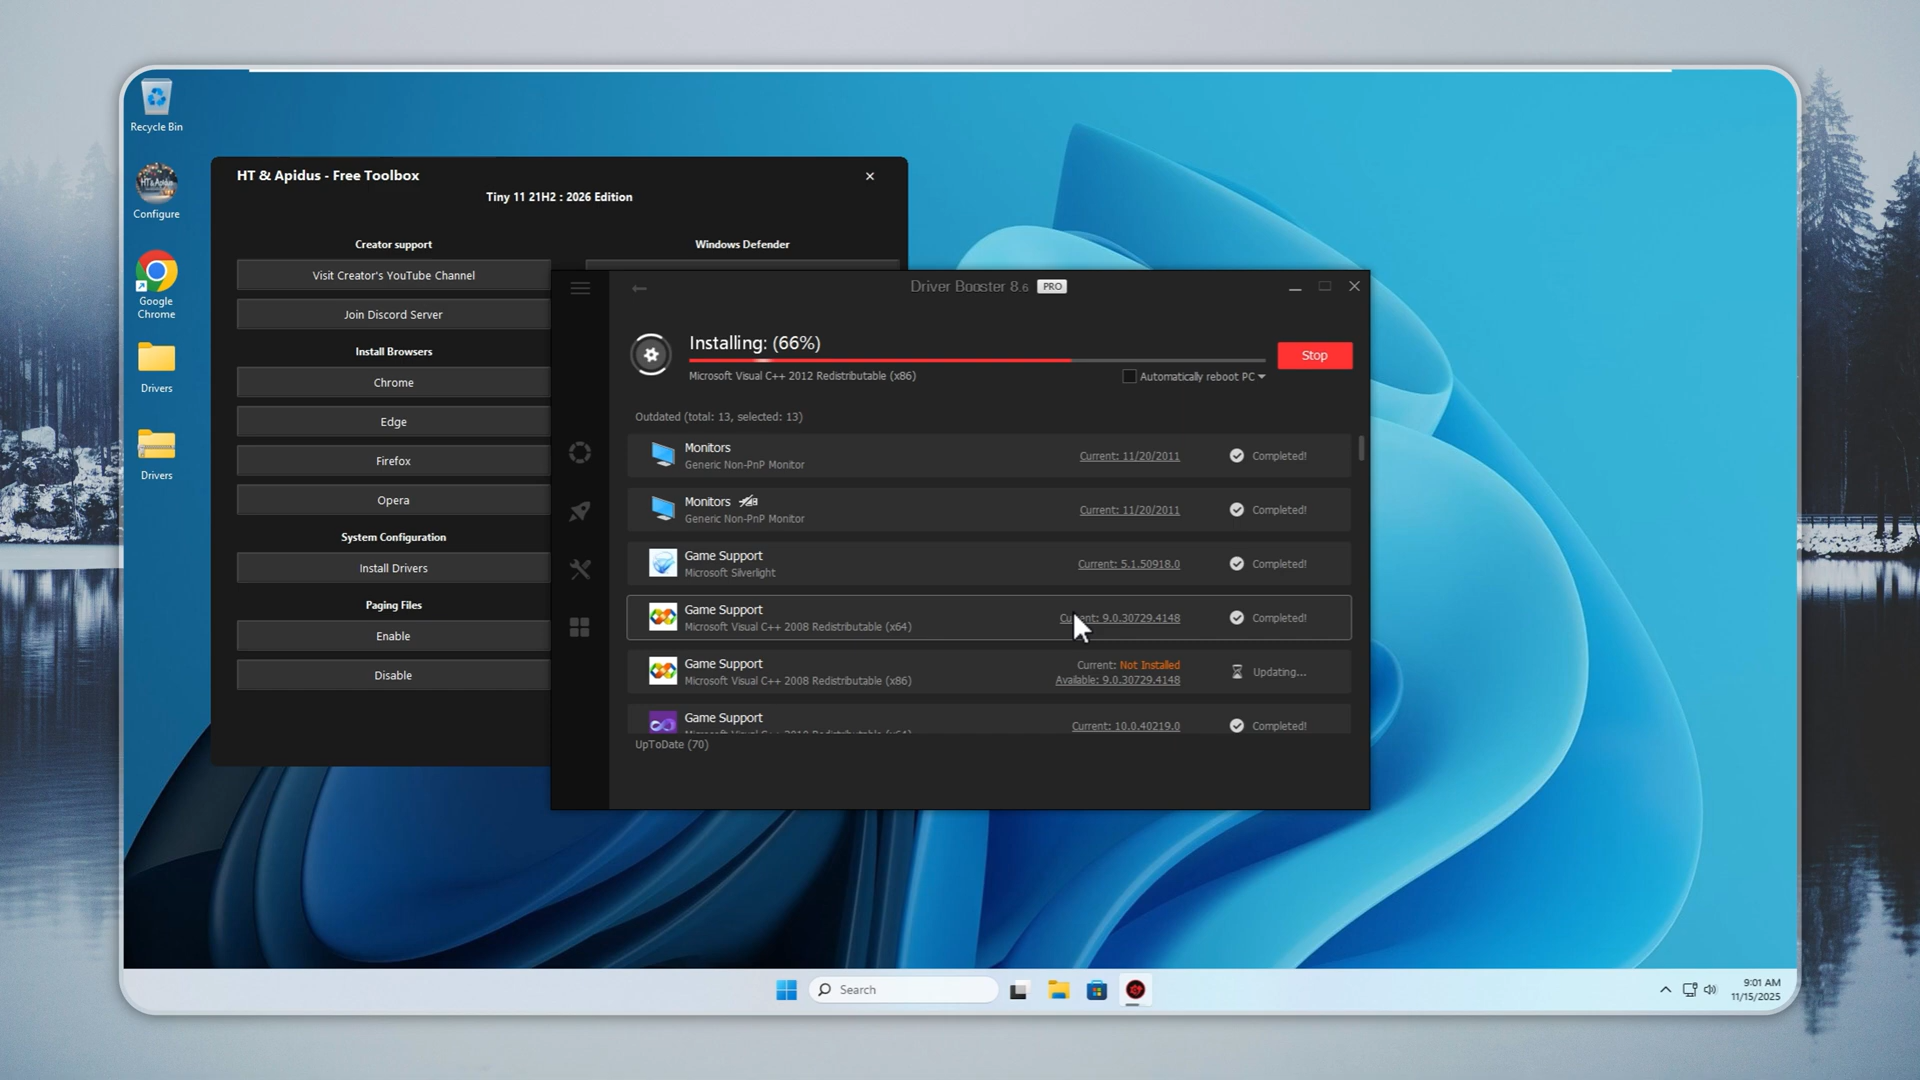 Recycle Bin
Configure
Google
Chrome
Drivers
Drivers
HT & Apidus - Free Toolbox
Tiny 11 21H2 : 2026 Edition
Creator support
Windows Defender
Visit Creator's YouTube Channel
Join Discord Server
Install Browsers
Chrome
Edge
Firefox
Opera
System Configuration
Install Drivers
Paging Files
Enable
Disable
Driver Booster 8.6 PRO
Installing: (66%)
Stop
Microsoft Visual C++ 2012 Redistributable (x86)
Automatically reboot PC
Outdated (total: 13, selected: 13)
Monitors
Generic Non-PnP Monitor
Current: 11/20/2011
Completed!
Monitors
Generic Non-PnP Monitor
Current: 11/20/2011
Completed!
Game Support
Microsoft Silverlight
Current: 5.1.50918.0
Completed!
Game Support
Microsoft Visual C++ 2008 Redistributable (x64)
Current: 9.0.30729.4148
Completed!
Game Support
Microsoft Visual C++ 2008 Redistributable (x86)
Current: Not Installed
Available: 9.0.30729.4148
Updating...
Game Support
Current: 10.0.40219.0
Completed!
UpToDate (70)
Search
9:01 AM
11/15/2025